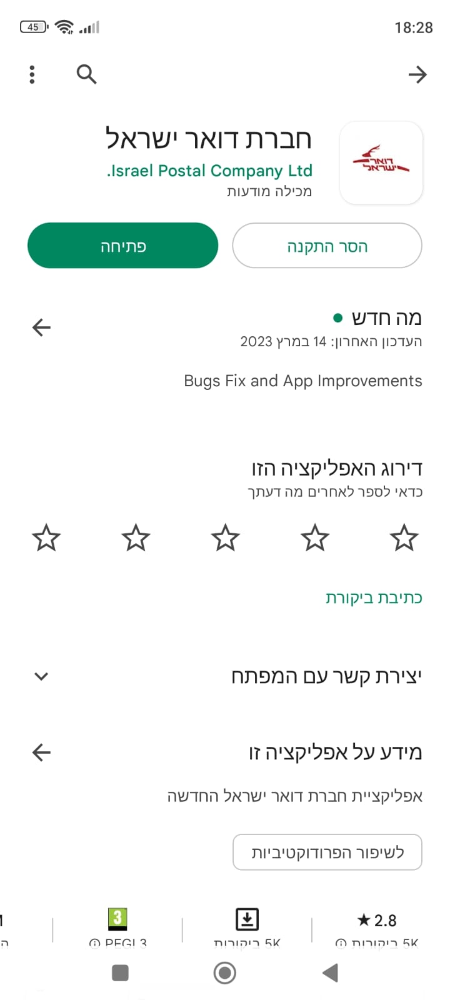 45
18:28
חברת דואר ישראל
Israel Postal Company Ltd.
מכילה מודעות
דואר
ישראל
הסר התקנה
פתיחה
מה חדש
העדכון האחרון: 14 במרץ 2023
Bugs Fix and App Improvements
דירוג האפליקציה הזו
כדאי לספר לאחרים מה דעתך
כתיבת ביקורת
יצירת קשר עם המפתח
מידע על אפליקציה זו
אפליקציית חברת דואר ישראל החדשה
לשיפור הפרודוקטיביות
2.8 ★
5K ביקורות
5K ביקורות
3
PEGI 3